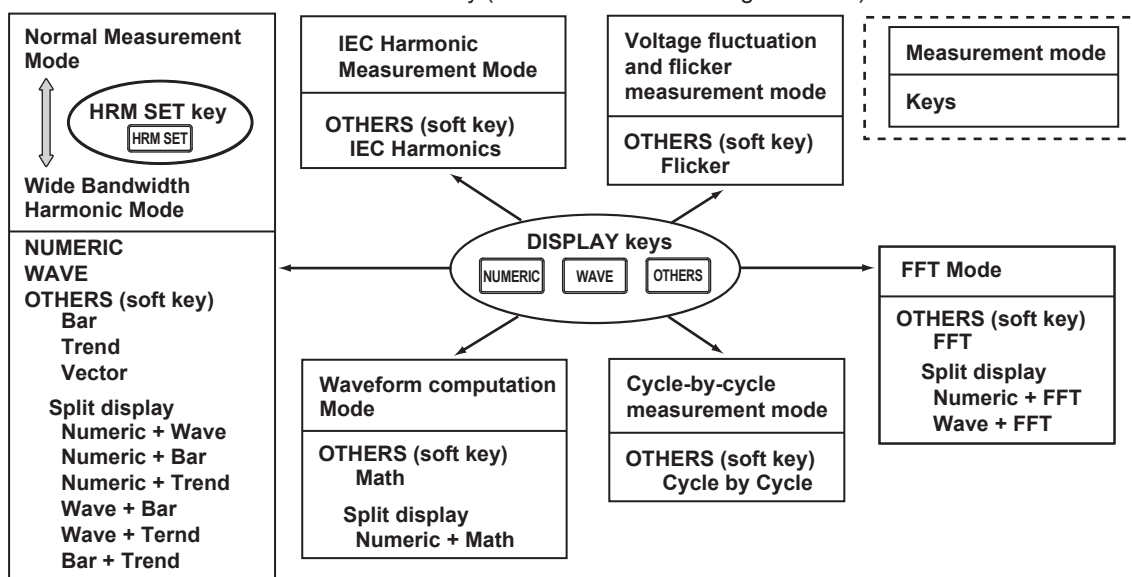 Normal Measurement
Mode
HRM SET key
HRM SET
Wide Bandwidth
Harmonic Mode
NUMERIC
WAVE
OTHERS (soft key)
Bar
Trend
Vector
Split display
Numeric + Wave
Numeric + Bar
Numeric + Trend
Wave + Bar
Wave + Ternd
Bar + Trend
IEC Harmonic
Measurement Mode
OTHERS (soft key)
IEC Harmonics
Voltage fluctuation
and flicker
measurement mode
OTHERS (soft key)
Flicker
Measurement mode
Keys
DISPLAY keys
NUMERIC
WAVE
OTHERS
FFT Mode
OTHERS (soft key)
FFT
Split display
Numeric + FFT
Wave + FFT
Waveform computation
Mode
OTHERS (soft key)
Math
Split display
Numeric + Math
Cycle-by-cycle
measurement mode
OTHERS (soft key)
Cycle by Cycle